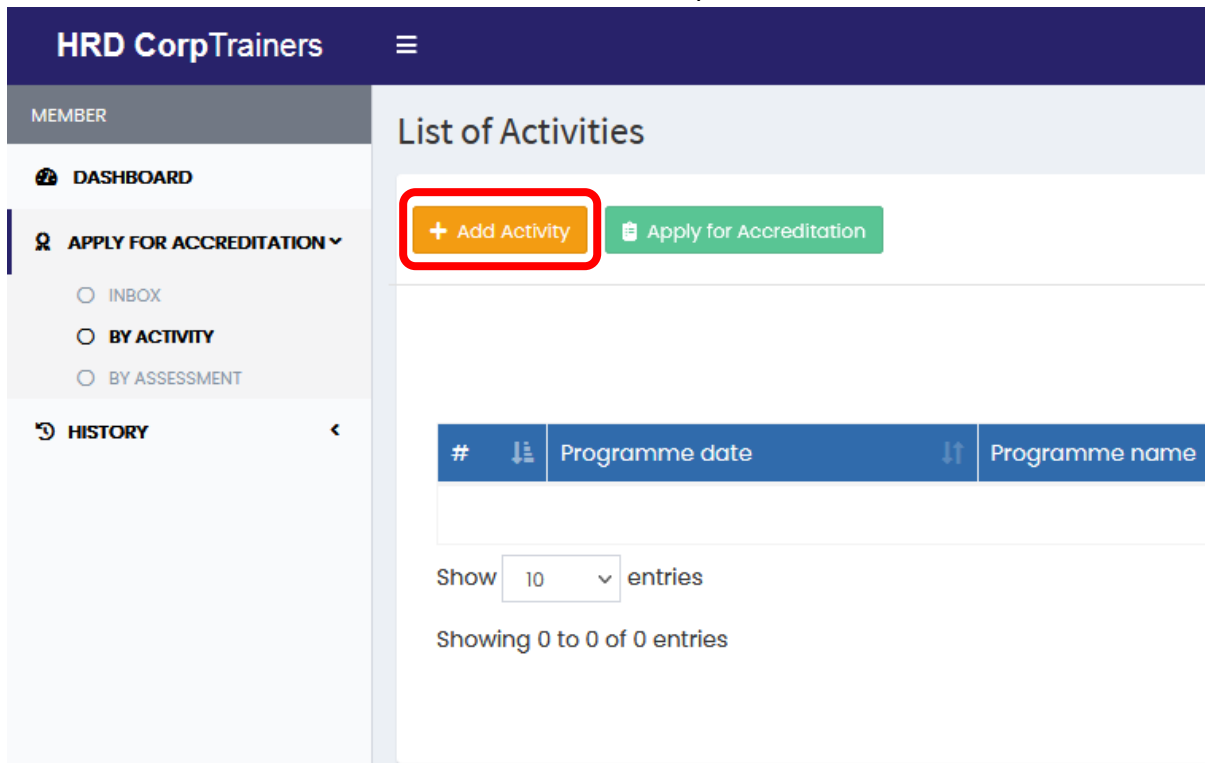 HRD CorpTrainers
MEMBER
DASHBOARD
APPLY FOR ACCREDITATION
INBOX
BY ACTIVITY
BY ASSESSMENT
HISTORY
List of Activities
+ Add Activity
Apply for Accreditation
# Programme date Programme name
Show 10 entries
Showing 0 to 0 of 0 entries